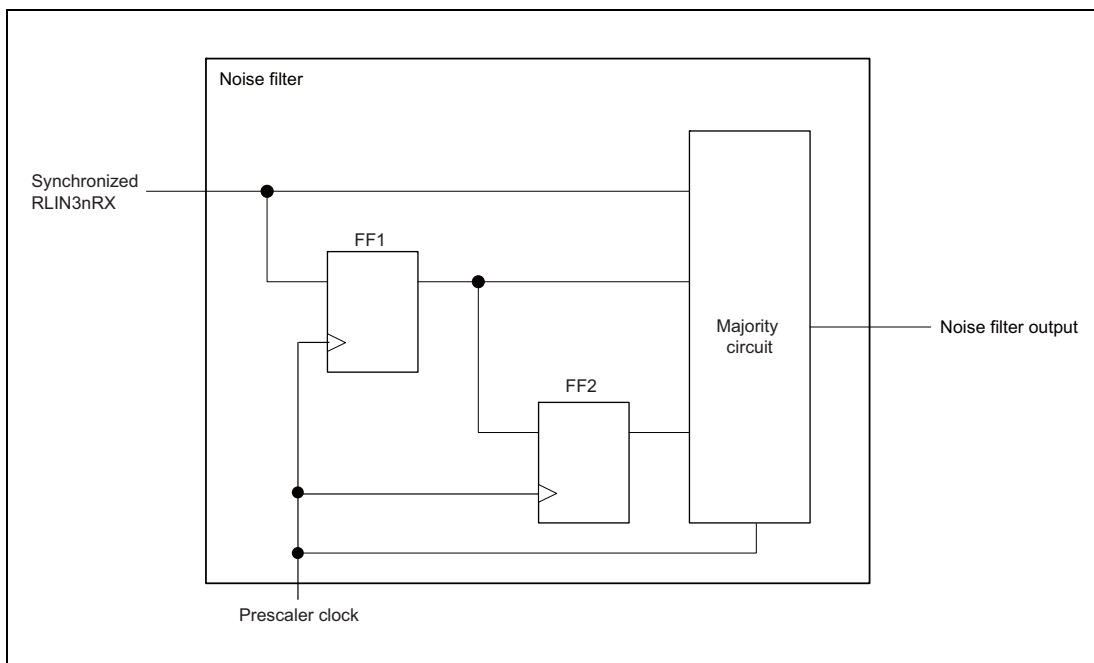 Noise filter
Synchronized
RLIN3nRX
FF1
Majority
circuit
Noise filter output
FF2
Prescaler clock